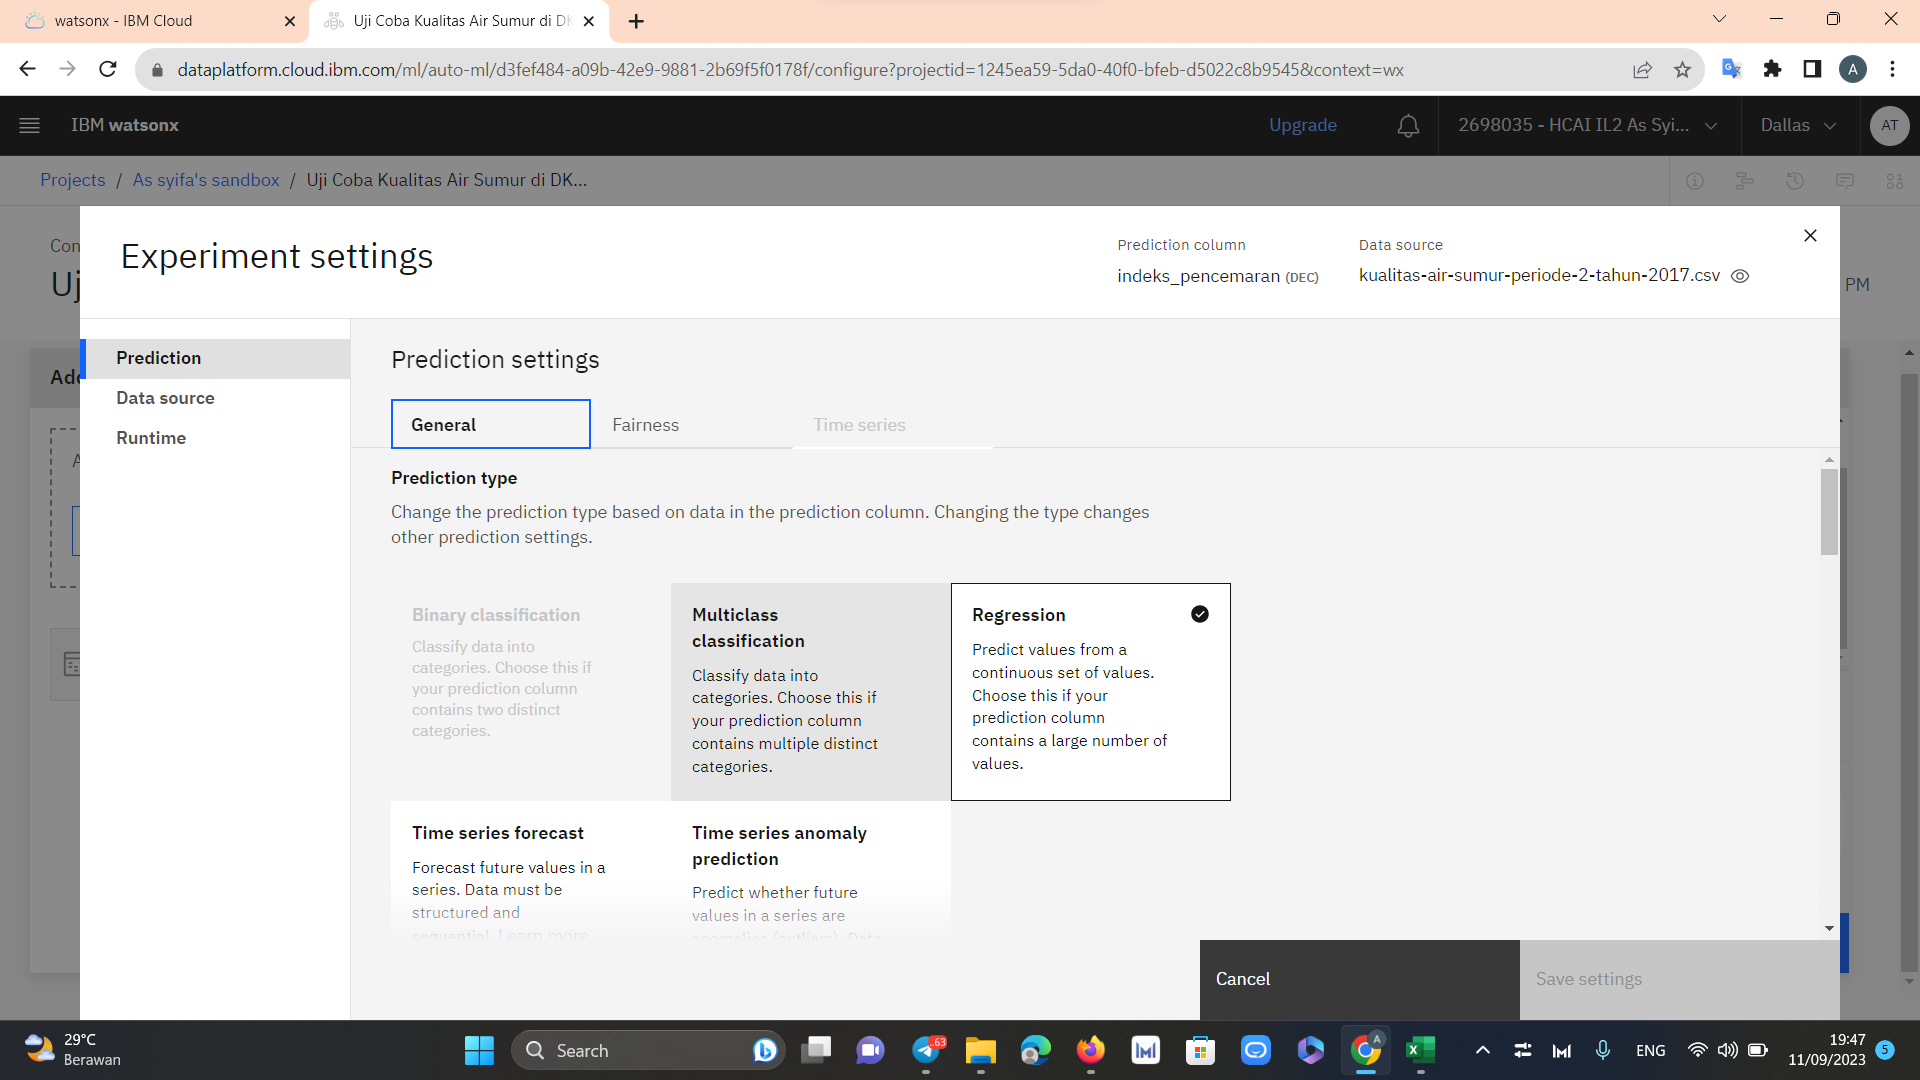 watsonx - IBM Cloud
Uji Coba Kualitas Air Sumur di DK
dataplatform.cloud.ibm.com/ml/auto-ml/d3fef484-a09b-42e9-9881-2b69f5f0178f/configure?projectid=1245ea59-5da0-40f0-bfeb-d5022c8b9545&context=wx
A
IBM watsonx
Upgrade
2698035 - HCAI IL2 As Syi...
Dallas
AT
Projects / As syifa's sandbox / Uji Coba Kualitas Air Sumur di DK...
Con
Uj
PM
Experiment settings
Prediction column
indeks_pencemaran (DEC)
Data source
kualitas-air-sumur-periode-2-tahun-2017.csv
Add
A
Prediction
Data source
Runtime
Prediction settings
General
Fairness
Time series
Prediction type
Change the prediction type based on data in the prediction column. Changing the type changes
other prediction settings.
Binary classification
Classify data into
categories. Choose this if
your prediction column
contains two distinct
categories.
Multiclass
classification
Classify data into
categories. Choose this if
your prediction column
contains multiple distinct
categories.
Regression
Predict values from a
continuous set of values.
Choose this if your
prediction column
contains a large number of
values.
Time series forecast
Forecast future values in a
series. Data must be
structured and
sequential. Learn more
Time series anomaly
prediction
Predict whether future
values in a series are
anomalies (outliers). Data
Cancel
Save settings
29°C
Berawan
Search
63
A
ENG
19:47
11/09/2023
5